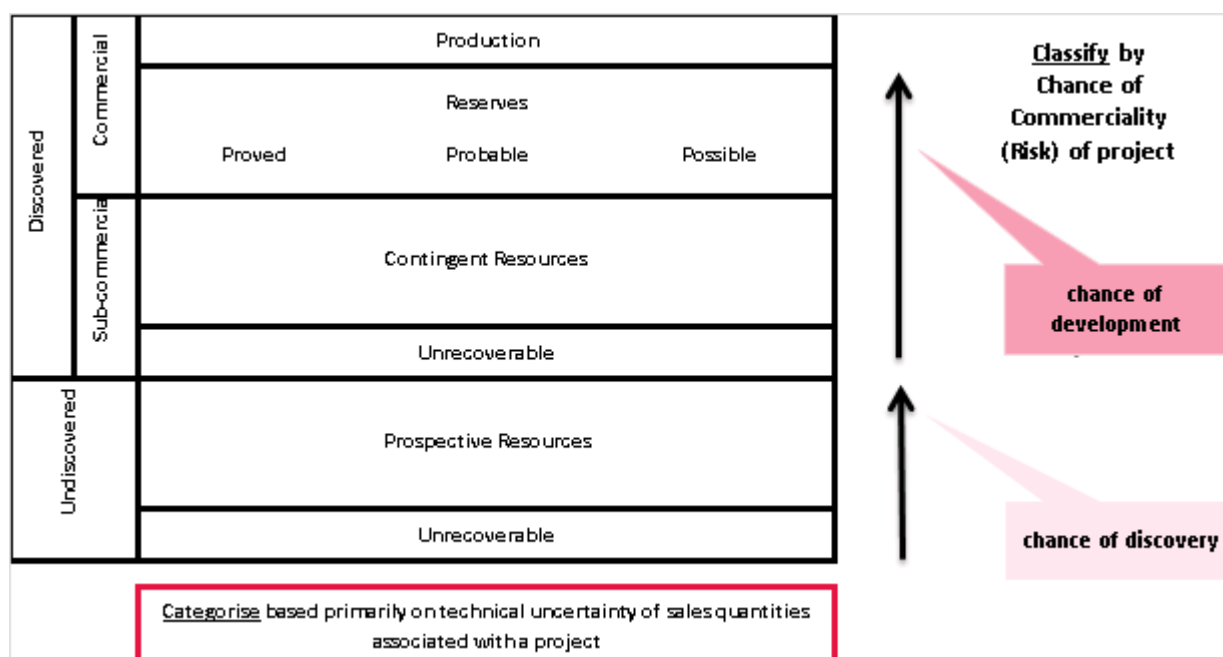 Discovered
Commercial
Production
Reserves
Proved Probable Possible
Sub-commercial
Contingent Resources
Unrecoverable
Undiscovered
Prospective Resources
Unrecoverable
Categorise based primarily on technical uncertainty of sales quantities
associated with a project
Classify by
Chance of
Commerciality
(Risk) of project
chance of
development
chance of discovery